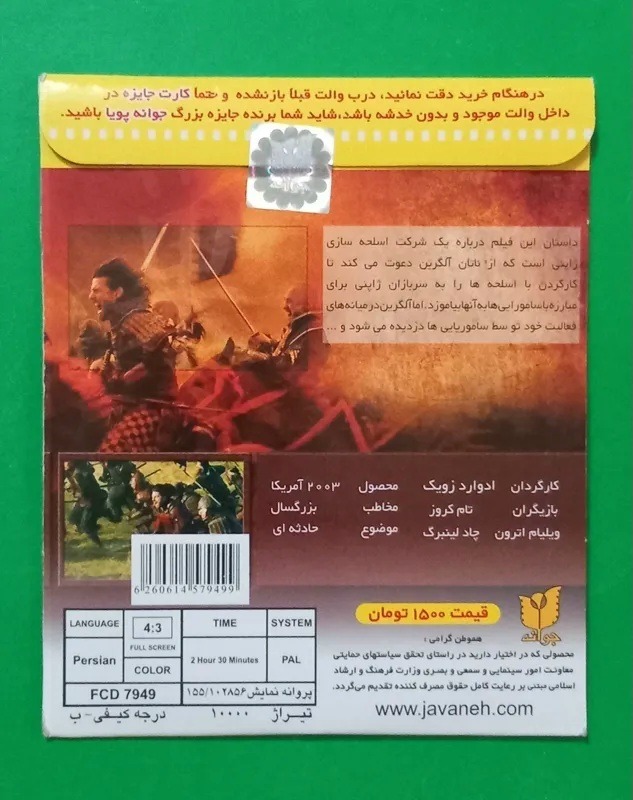 درهنگام خرید دقت نمائید، درب والت قبلاً بازنشده و حتماً کارت جایزه در
داخل والت موجود و بدون خدشه باشد،شاید شما برنده جایزه بزرگ جوانه پویا باشید.
داستان این فیلم درباره یک شرکت اسلحه سازی
ژاپنی است که از ناتان آلگرین دعوت می کند تا
کارکردن با اسلحه ها را به سربازان ژاپنی برای
مبارزه با سامورایی ها به آنها بیاموزد. اما آلگرین در میانه های
فعالیت خود تو سط سامورایی ها دزدیده می شود و ...
کارگردان ادوارد زویک محصول ۲۰۰۳ آمریکا
بازیگران تام کروز مخاطب بزرگسال
ویلیام اترون چاد لینبرگ موضوع حادثه ای
6260614579499
قیمت ۱۵۰۰ تومان
جوانه
هموطن گرامی :
محصولی که در اختیار دارید در راستای تحقق سیاستهای حمایتی
معاونت امور سینمایی و سمعی و بصری وزارت فرهنگ و ارشاد
اسلامی مبتنی بر رعایت کامل حقوق مصرف کننده تقدیم می‌گردد.
www.javaneh.com
LANGUAGE 4:3 TIME SYSTEM
FULL SCREEN
Persian COLOR 2 Hour 30 Minutes PAL
FCD 7949 پروانه نمایش ۱۵۵/۱۰۲۸۵۶
تیراژ ۱۰۰۰۰ درجه کیفی- ب